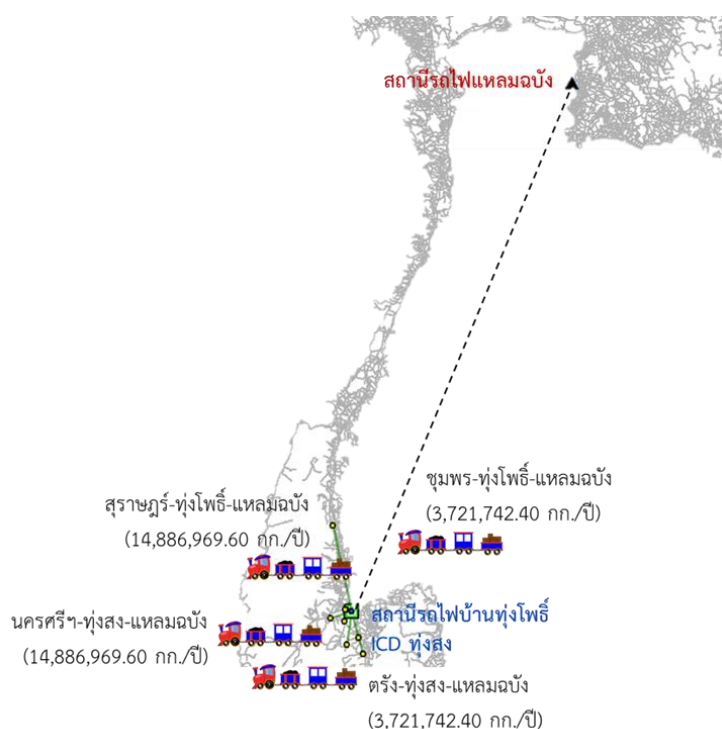 สถานีรถไฟแหลมฉบัง
ชุมพร-ทุ่งโพธิ์-แหลมฉบัง
(3,721,742.40 กก./ปี)
สุราษฎร์-ทุ่งโพธิ์-แหลมฉบัง
(14,886,969.60 กก./ปี)
สถานีรถไฟบ้านทุ่งโพธิ์
ICD ทุ่งสง
นครศรีฯ-ทุ่งสง-แหลมฉบัง
(14,886,969.60 กก./ปี)
ตรัง-ทุ่งสง-แหลมฉบัง
(3,721,742.40 กก./ปี)